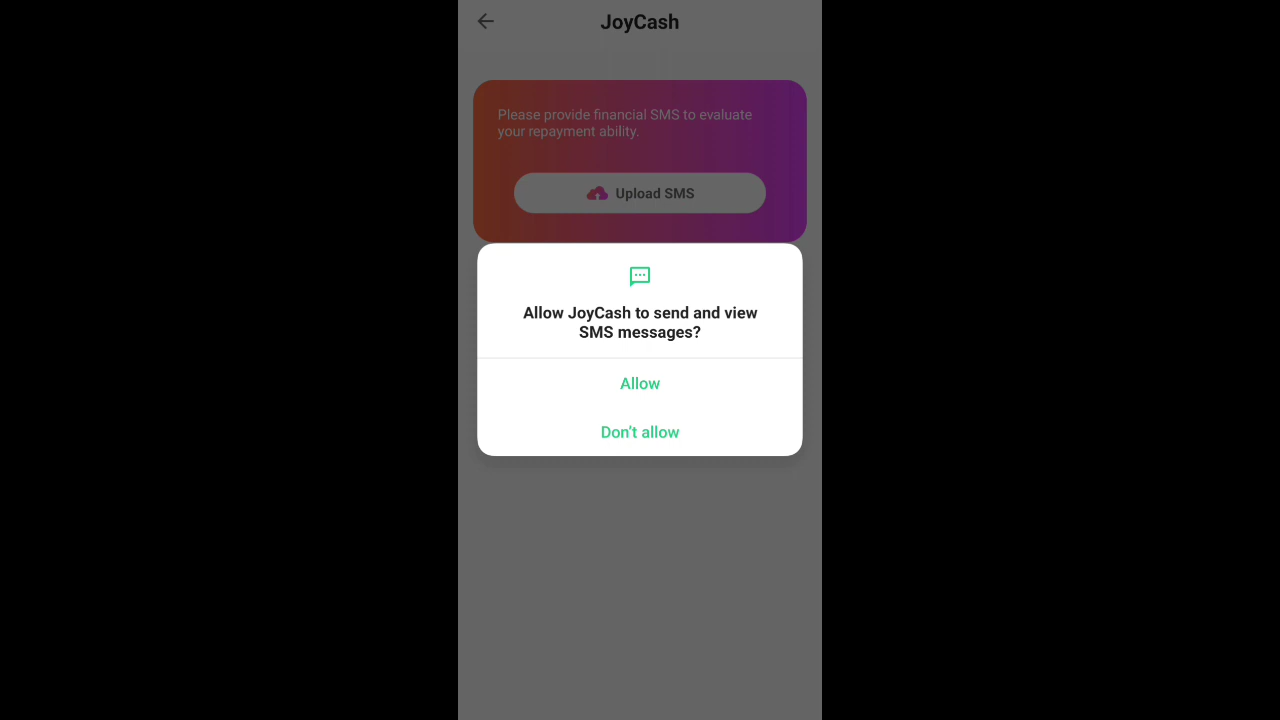 JoyCash
Please provide financial SMS to evaluate
your repayment ability.
Upload SMS
Allow JoyCash to send and view
SMS messages?
Allow
Don't allow